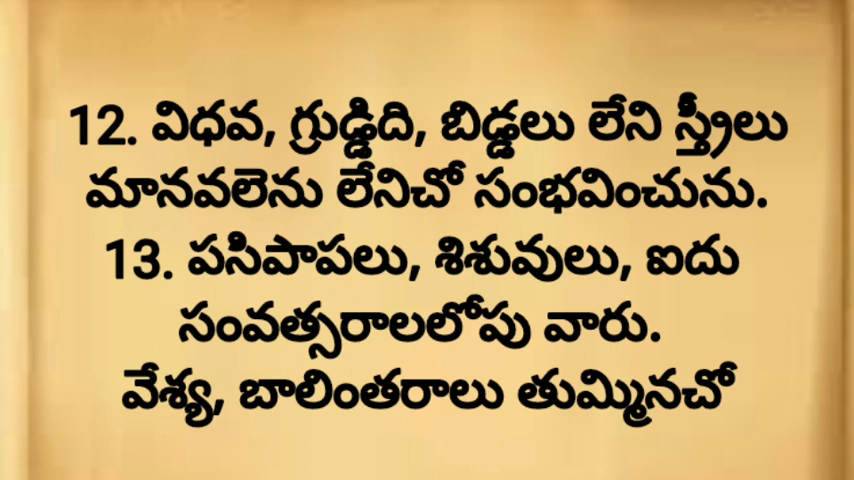 12. విధవ, గ్రుడ్డిది, బిడ్డలు లేని స్త్రీలు
మానవలెను లేనిచో సంభవించును.
13. పసిపాపలు, శిశువులు, ఐదు
సంవత్సరాలలోపు వారు.
వేశ్య, బాలింతరాలు తుమ్మినచో